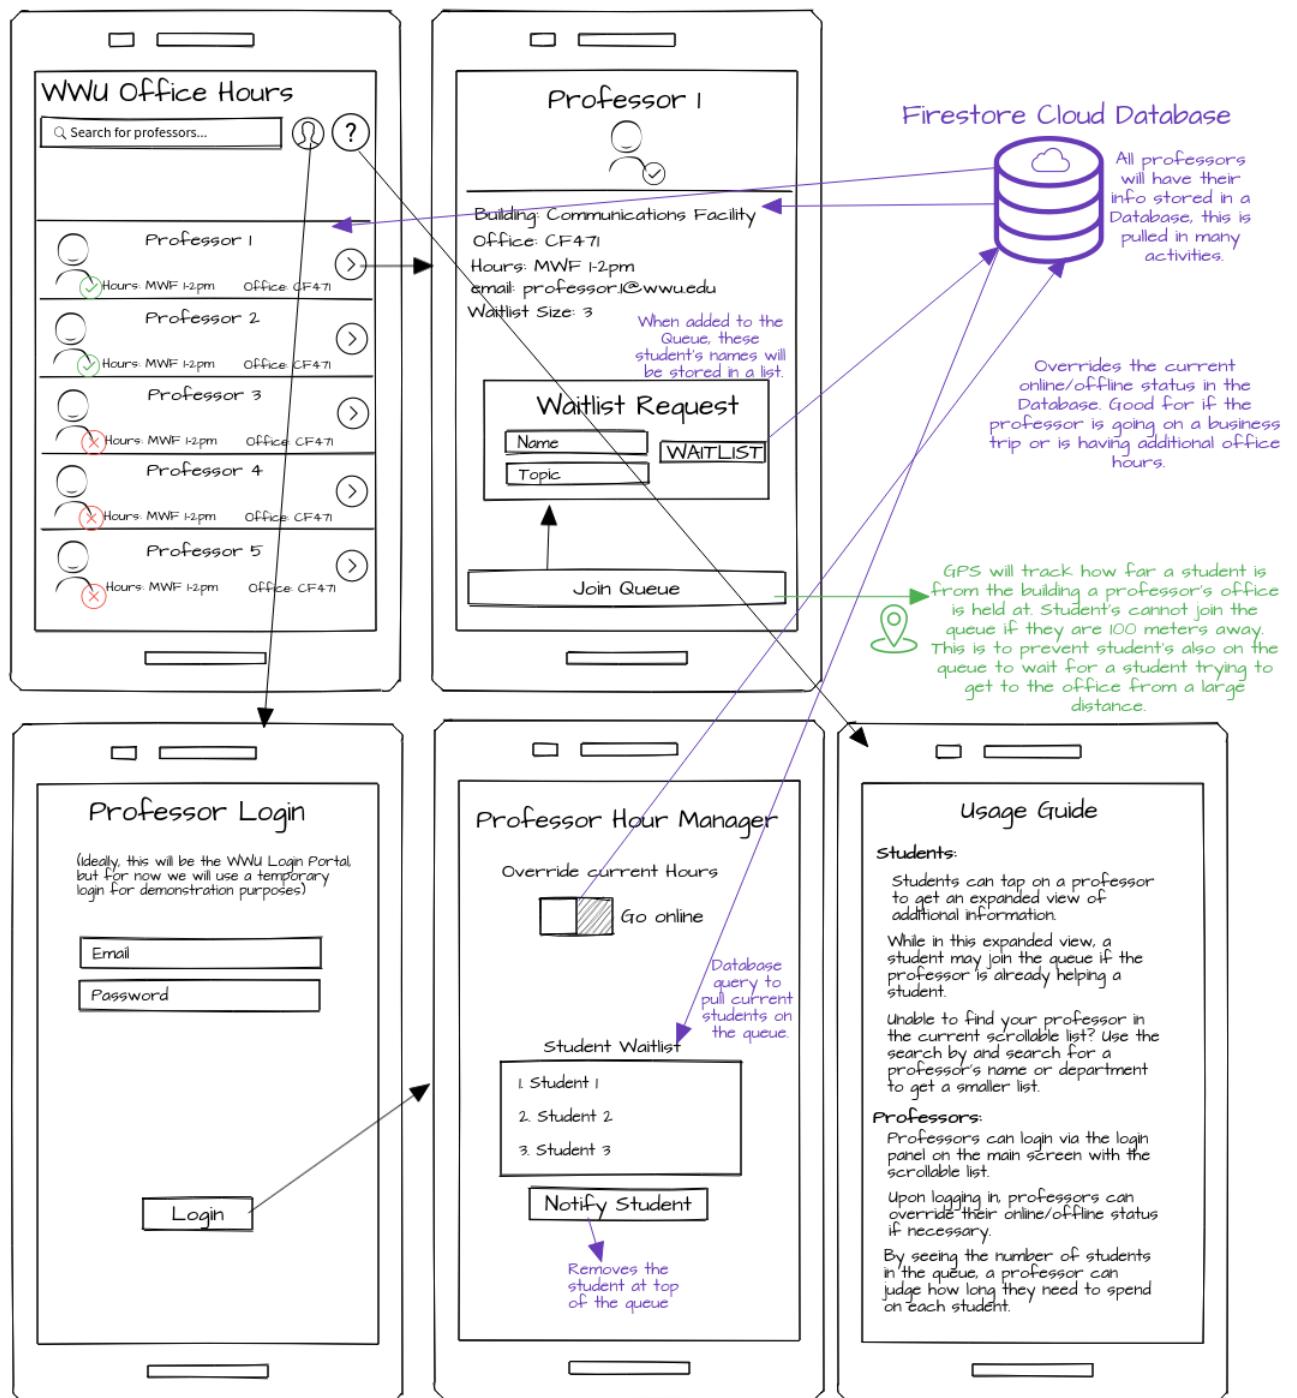 WWU Office Hours
Search for professors...
?
Professor 1
Hours: MWF 1-2pm Office: CF471
Professor 2
Hours: MWF 1-2pm Office: CF471
Professor 3
Hours: MWF 1-2pm Office: CF471
Professor 4
Hours: MWF 1-2pm Office: CF471
Professor 5
Hours: MWF 1-2pm Office: CF471
Professor 1
Building: Communications Facility
Office: CF471
Hours: MWF 1-2pm
email: professor.1@wwu.edu
Waitlist Size: 3
When added to the
Queue, these
student's names will
be stored in a list.
Waitlist Request
Name
WAITLIST
Topic
Join Queue
Firestore Cloud Database
All professors
will have their
info stored in a
Database, this is
pulled in many
activities.
Overrides the current
online/offline status in the
Database. Good for if the
professor is going on a business
trip or is having additional office
hours.
GPS will track how far a student is
from the building a professor's office
is held at. Student's cannot join the
queue if they are 100 meters away.
This is to prevent student's also on the
queue to wait for a student trying to
get to the office from a large
distance.
Professor Login
(Ideally, this will be the WWU Login Portal,
but for now we will use a temporary
login for demonstration purposes)
Email
Password
Login
Professor Hour Manager
Override current Hours
Go online
Database
query to
pull current
students on
the queue.
Student Waitlist
1. Student 1
2. Student 2
3. Student 3
Notify Student
Removes the
student at top
of the queue
Usage Guide
Students:
Students can tap on a professor
to get an expanded view of
additional information.
While in this expanded view, a
student may join the queue if the
professor is already helping a
student.
Unable to find your professor in
the current scrollable list? Use the
search by and search for a
professor's name or department
to get a smaller list.
Professors:
Professors can login via the login
panel on the main screen with the
scrollable list.
Upon logging in, professors can
override their online/offline status
if necessary.
By seeing the number of students
in the queue, a professor can
judge how long they need to spend
on each student.